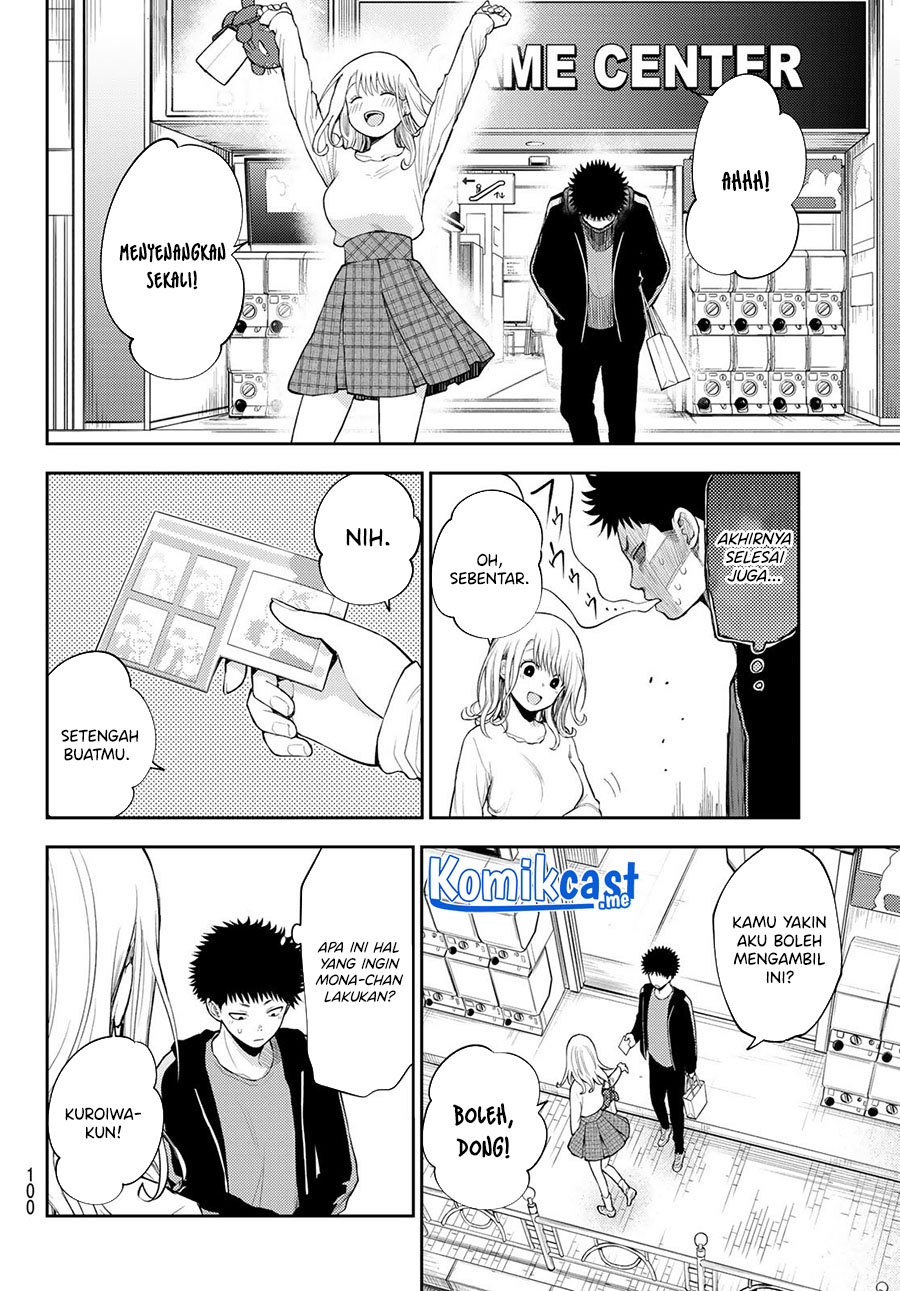 AME CENTER
AHHH!
MENYENANGKAN
SEKALI!
AKHIRNYA
SELESAI
JUGA...
OH,
SEBENTAR.
NIH.
SETENGAH
BUATMU.
KAMU YAKIN
AKU BOLEH
MENGAMBIL
INI?
BOLEH,
DONG!
Komikcast
.me
APA INI HAL
YANG INGIN
MONA-CHAN
LAKUKAN?
KUROIWA-
KUN!
100